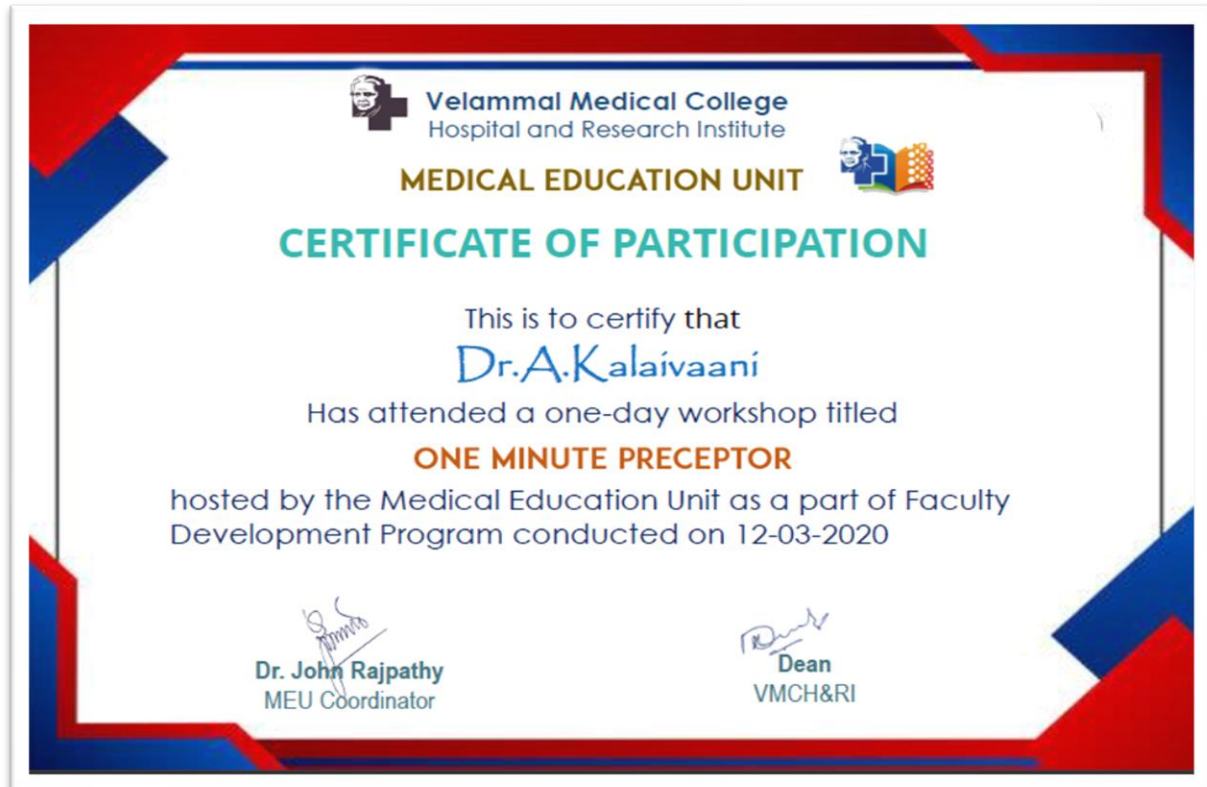 Velammal Medical College
Hospital and Research Institute
MEDICAL EDUCATION UNIT
CERTIFICATE OF PARTICIPATION
This is to certify that
Dr.A.Kalaivaani
Has attended a one-day workshop titled
ONE MINUTE PRECEPTOR
hosted by the Medical Education Unit as a part of Faculty
Development Program conducted on 12-03-2020
Dr. John Rajpathy
MEU Coordinator
Dean
VMCH&RI